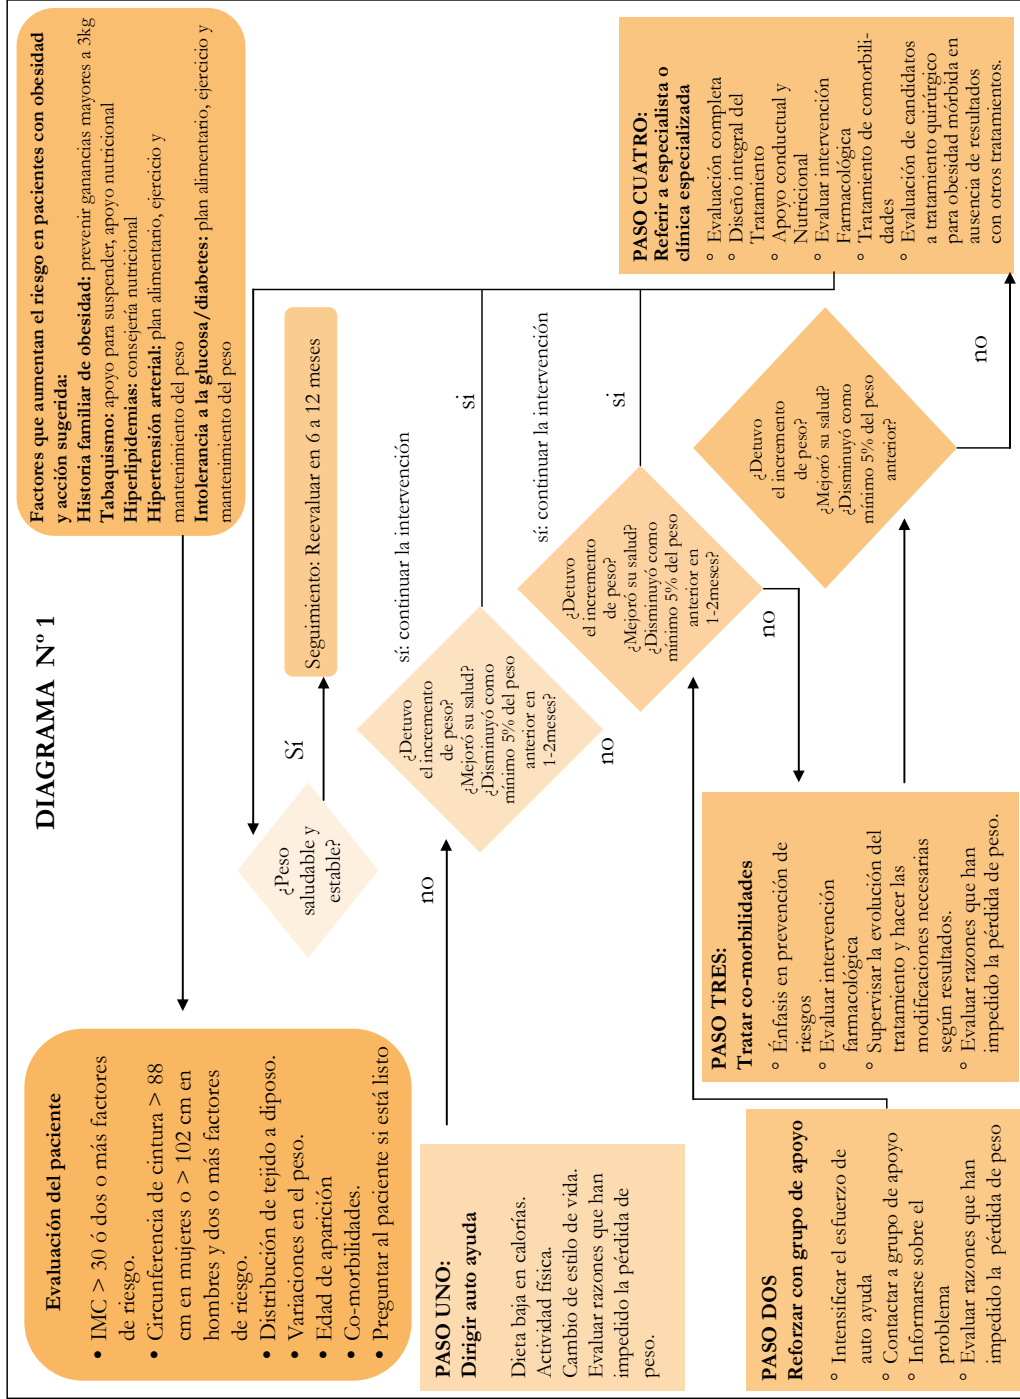 DIAGRAMA Nº 1
Factores que aumentan el riesgo en pacientes con obesidad
y acción sugerida:
Historia familiar de obesidad: prevenir ganancias mayores a 3kg
Tabaquismo: apoyo para suspender, apoyo nutricional
Hiperlipidemias: consejería nutricional
Hipertensión arterial: plan alimentario, ejercicio y
mantenimiento del peso
Intolerancia a la glucosa/diabetes: plan alimentario, ejercicio y
mantenimiento del peso
Evaluación del paciente
• IMC > 30 ó dos o más factores
de riesgo.
• Circunferencia de cintura > 88
cm en mujeres o > 102 cm en
hombres y dos o más factores
de riesgo.
• Distribución de tejido a diposo.
• Variaciones en el peso.
• Edad de aparición
• Co-morbilidades.
• Preguntar al paciente si está listo
¿Peso
saludable y
estable?
Sí
Seguimiento: Reevaluar en 6 a 12 meses
no
PASO UNO:
Dirigir auto ayuda
Dieta baja en calorías.
Actividad física.
Cambio de estilo de vida.
Evaluar razones que han
impedido la pérdida de
peso.
¿Detuvo
el incremento
de peso?
¿Mejoró su salud?
¿Disminuyó como
mínimo 5% del peso
anterior en
1-2meses?
sí: continuar la intervención
si
no
PASO DOS
Reforzar con grupo de apoyo
° Intensificar el esfuerzo de
auto ayuda
° Contactar a grupo de apoyo
° Informarse sobre el
problema
° Evaluar razones que han
impedido la pérdida de peso
¿Detuvo
el incremento
de peso?
¿Mejoró su salud?
¿Disminuyó como
mínimo 5% del peso
anterior en
1-2meses?
sí: continuar la intervención
si
no
PASO TRES:
Tratar co-morbilidades
° Énfasis en prevención de
riesgos
° Evaluar intervención
farmacológica
° Supervisar la evolución del
tratamiento y hacer las
modificaciones necesarias
según resultados.
° Evaluar razones que han
impedido la pérdida de peso.
¿Detuvo
el incremento
de peso?
¿Mejoró su salud?
¿Disminuyó como
mínimo 5% del peso
anterior?
no
PASO CUATRO:
Referir a especialista o
clínica especializada
° Evaluación completa
° Diseño integral del
Tratamiento
° Apoyo conductual y
Nutricional
° Evaluar intervención
Farmacológica
° Tratamiento de comorbili-
dades
° Evaluación de candidatos
a tratamiento quirúrgico
para obesidad mórbida en
ausencia de resultados
con otros tratamientos.